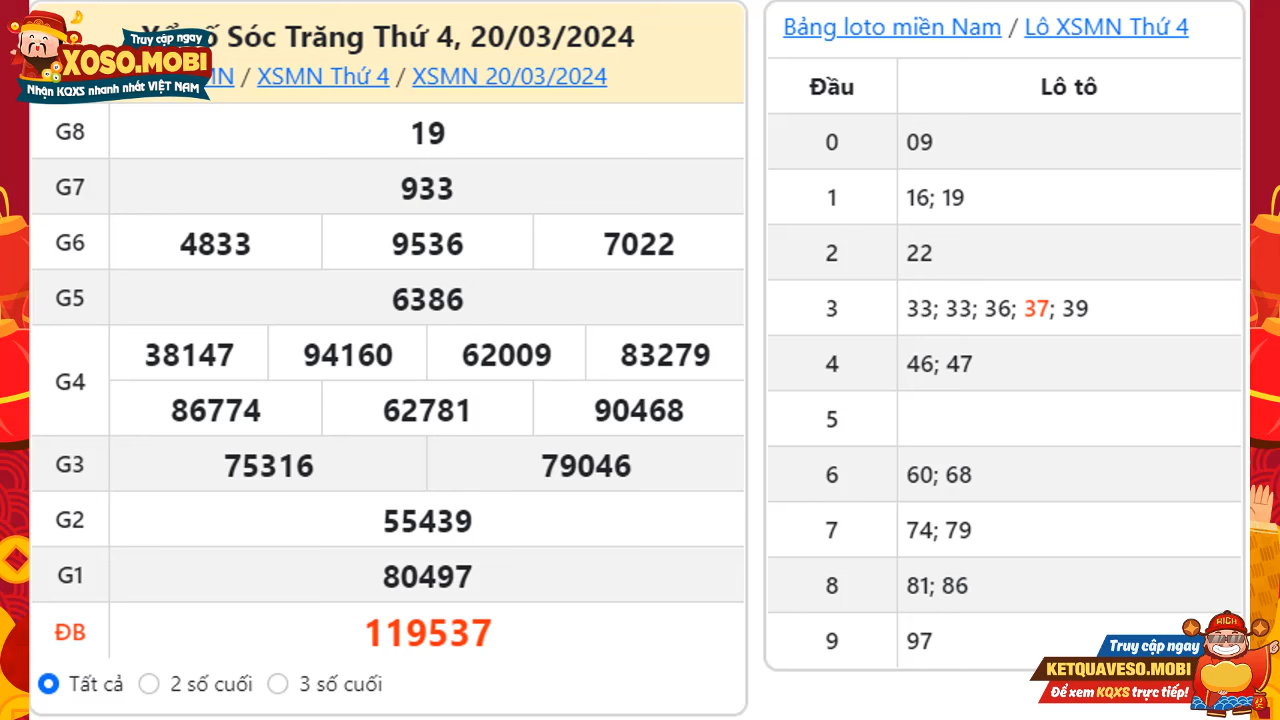 Truy cập ngay
XOSO.MOBI
Nhận KQXS nhanh nhất VIỆT NAM
số Sóc Trăng Thứ 4, 20/03/2024
MN / XSMN Thứ 4 / XSMN 20/03/2024
G8 19
G7 933
G6 4833 9536 7022
G5 6386
G4 38147 94160 62009 83279
86774 62781 90468
G3 75316 79046
G2 55439
G1 80497
ĐB 119537
Tất cả 2 số cuối 3 số cuối
Bảng loto miền Nam / Lô XSMN Thứ 4
Đầu Lô tô
0 09
1 16; 19
2 22
3 33; 33; 36; 37; 39
4 46; 47
5
6 60; 68
7 74; 79
8 81; 86
9 97
RICH
Truy cập ngay
KETQUAVESO.MOBI
Để xem KQXS trực tiếp!